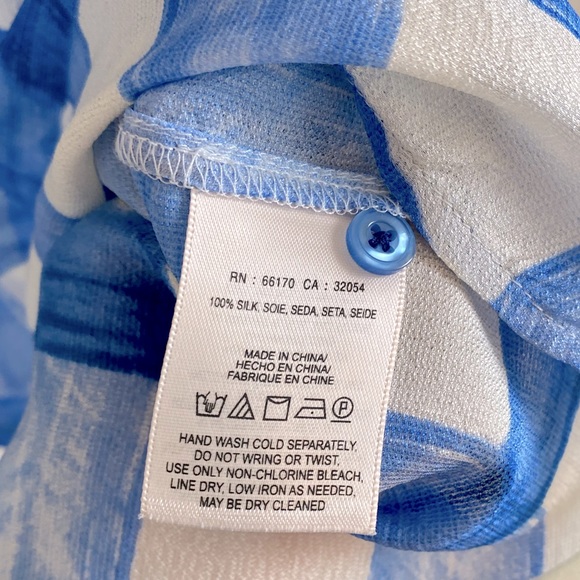 RN : 66170 CA : 32054
100% SILK, SOIE, SEDA, SETA, SEIDE
MADE IN CHINA/
HECHO EN CHINA/
FABRIQUE EN CHINE
HAND WASH COLD SEPARATELY.
DO NOT WRING OR TWIST.
USE ONLY NON-CHLORINE BLEACH,
LINE DRY, LOW IRON AS NEEDED,
MAY BE DRY CLEANED